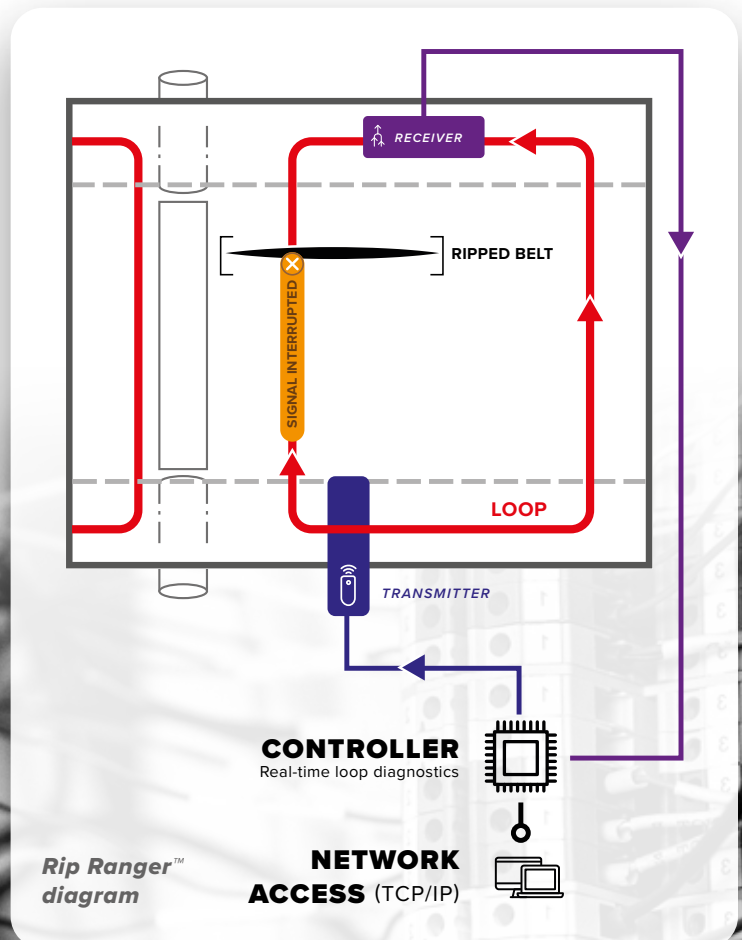 RECEIVER
RIPPED BELT
SIGNAL INTERRUPTED
LOOP
TRANSMITTER
CONTROLLER
Real-time loop diagnostics
NETWORK
ACCESS (TCP/IP)
Rip Ranger™
diagram